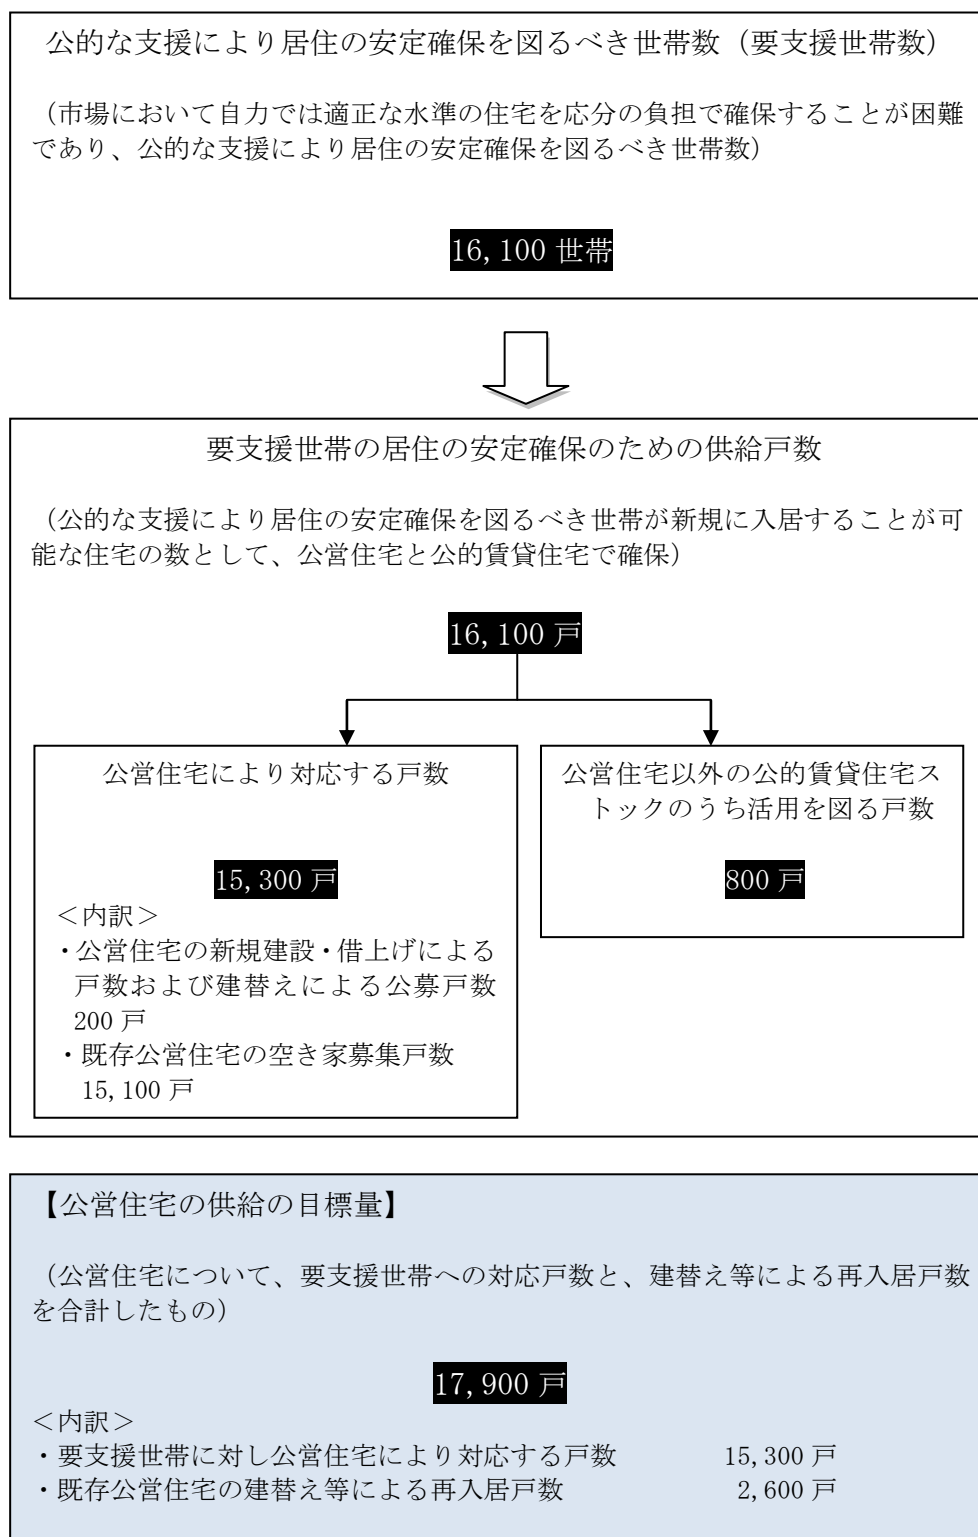 公的な支援により居住の安定確保を図るべき世帯数（要支援世帯数）
（市場において自力では適正な水準の住宅を応分の負担で確保することが困難
であり、公的な支援により居住の安定確保を図るべき世帯数）
16,100 世帯
要支援世帯の居住の安定確保のための供給戸数
（公的な支援により居住の安定確保を図るべき世帯が新規に入居することが可
能な住宅の数として、公営住宅と公的賃貸住宅で確保）
16,100 戸
公営住宅により対応する戸数
15,300 戸
＜内訳＞
・公営住宅の新規建設・借上げによる
戸数および建替えによる公募戸数
200 戸
・既存公営住宅の空き家募集戸数
15,100 戸
公営住宅以外の公的賃貸住宅ス
トックのうち活用を図る戸数
800 戸
【公営住宅の供給の目標量】
（公営住宅について、要支援世帯への対応戸数と、建替え等による再入居戸数
を合計したもの）
17,900 戸
＜内訳＞
・要支援世帯に対し公営住宅により対応する戸数 15,300 戸
・既存公営住宅の建替え等による再入居戸数 2,600 戸